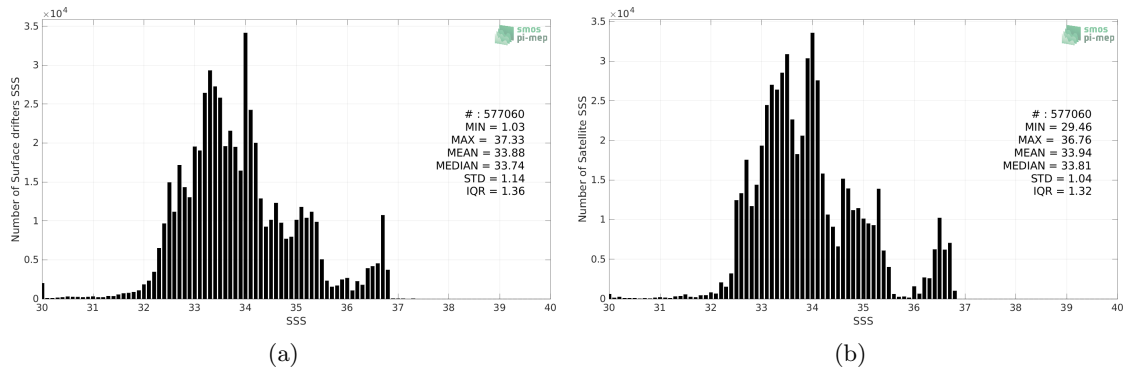 ×10⁴
smos
pi-mep
3.5
3
2.5
2
1.5
1
0.5
0
Number of Surface drifters SSS
# : 577060
MIN = 1.03
MAX = 37.33
MEAN = 33.88
MEDIAN = 33.74
STD = 1.14
IQR = 1.36
30 31 32 33 34 35 36 37 38 39 40
SSS
(a)
×10⁴
smos
pi-mep
3.5
3
2.5
2
1.5
1
0.5
0
Number of Satellite SSS
# : 577060
MIN = 29.46
MAX = 36.76
MEAN = 33.94
MEDIAN = 33.81
STD = 1.04
IQR = 1.32
30 31 32 33 34 35 36 37 38 39 40
SSS
(b)